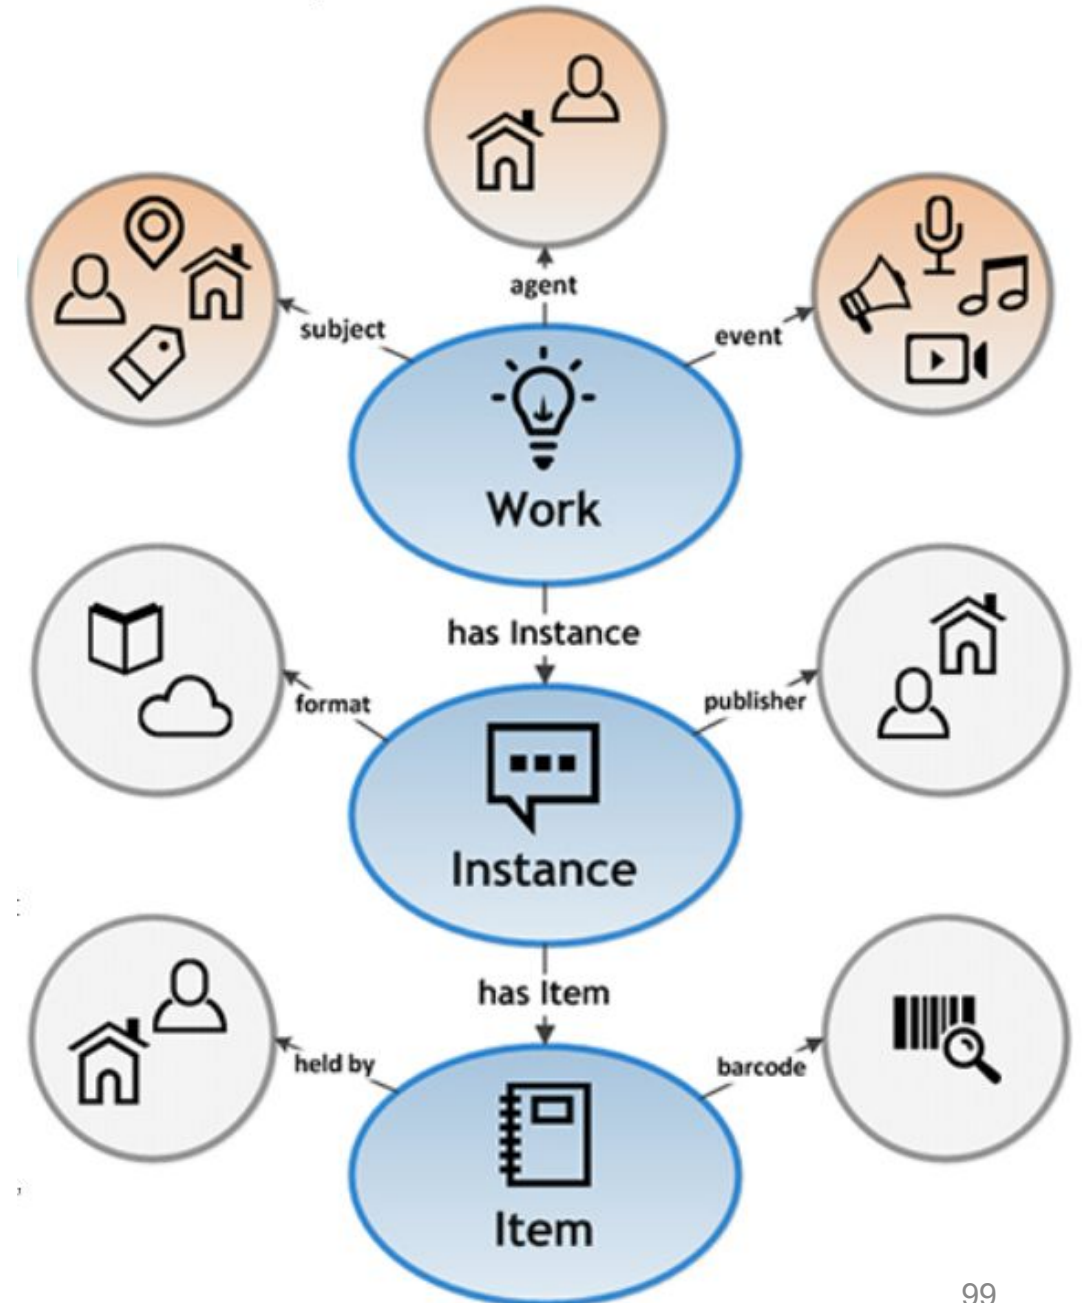 agent
subject
event
Work
has Instance
format
publisher
Instance
:
has Item
held by
barcode
,
Item
99